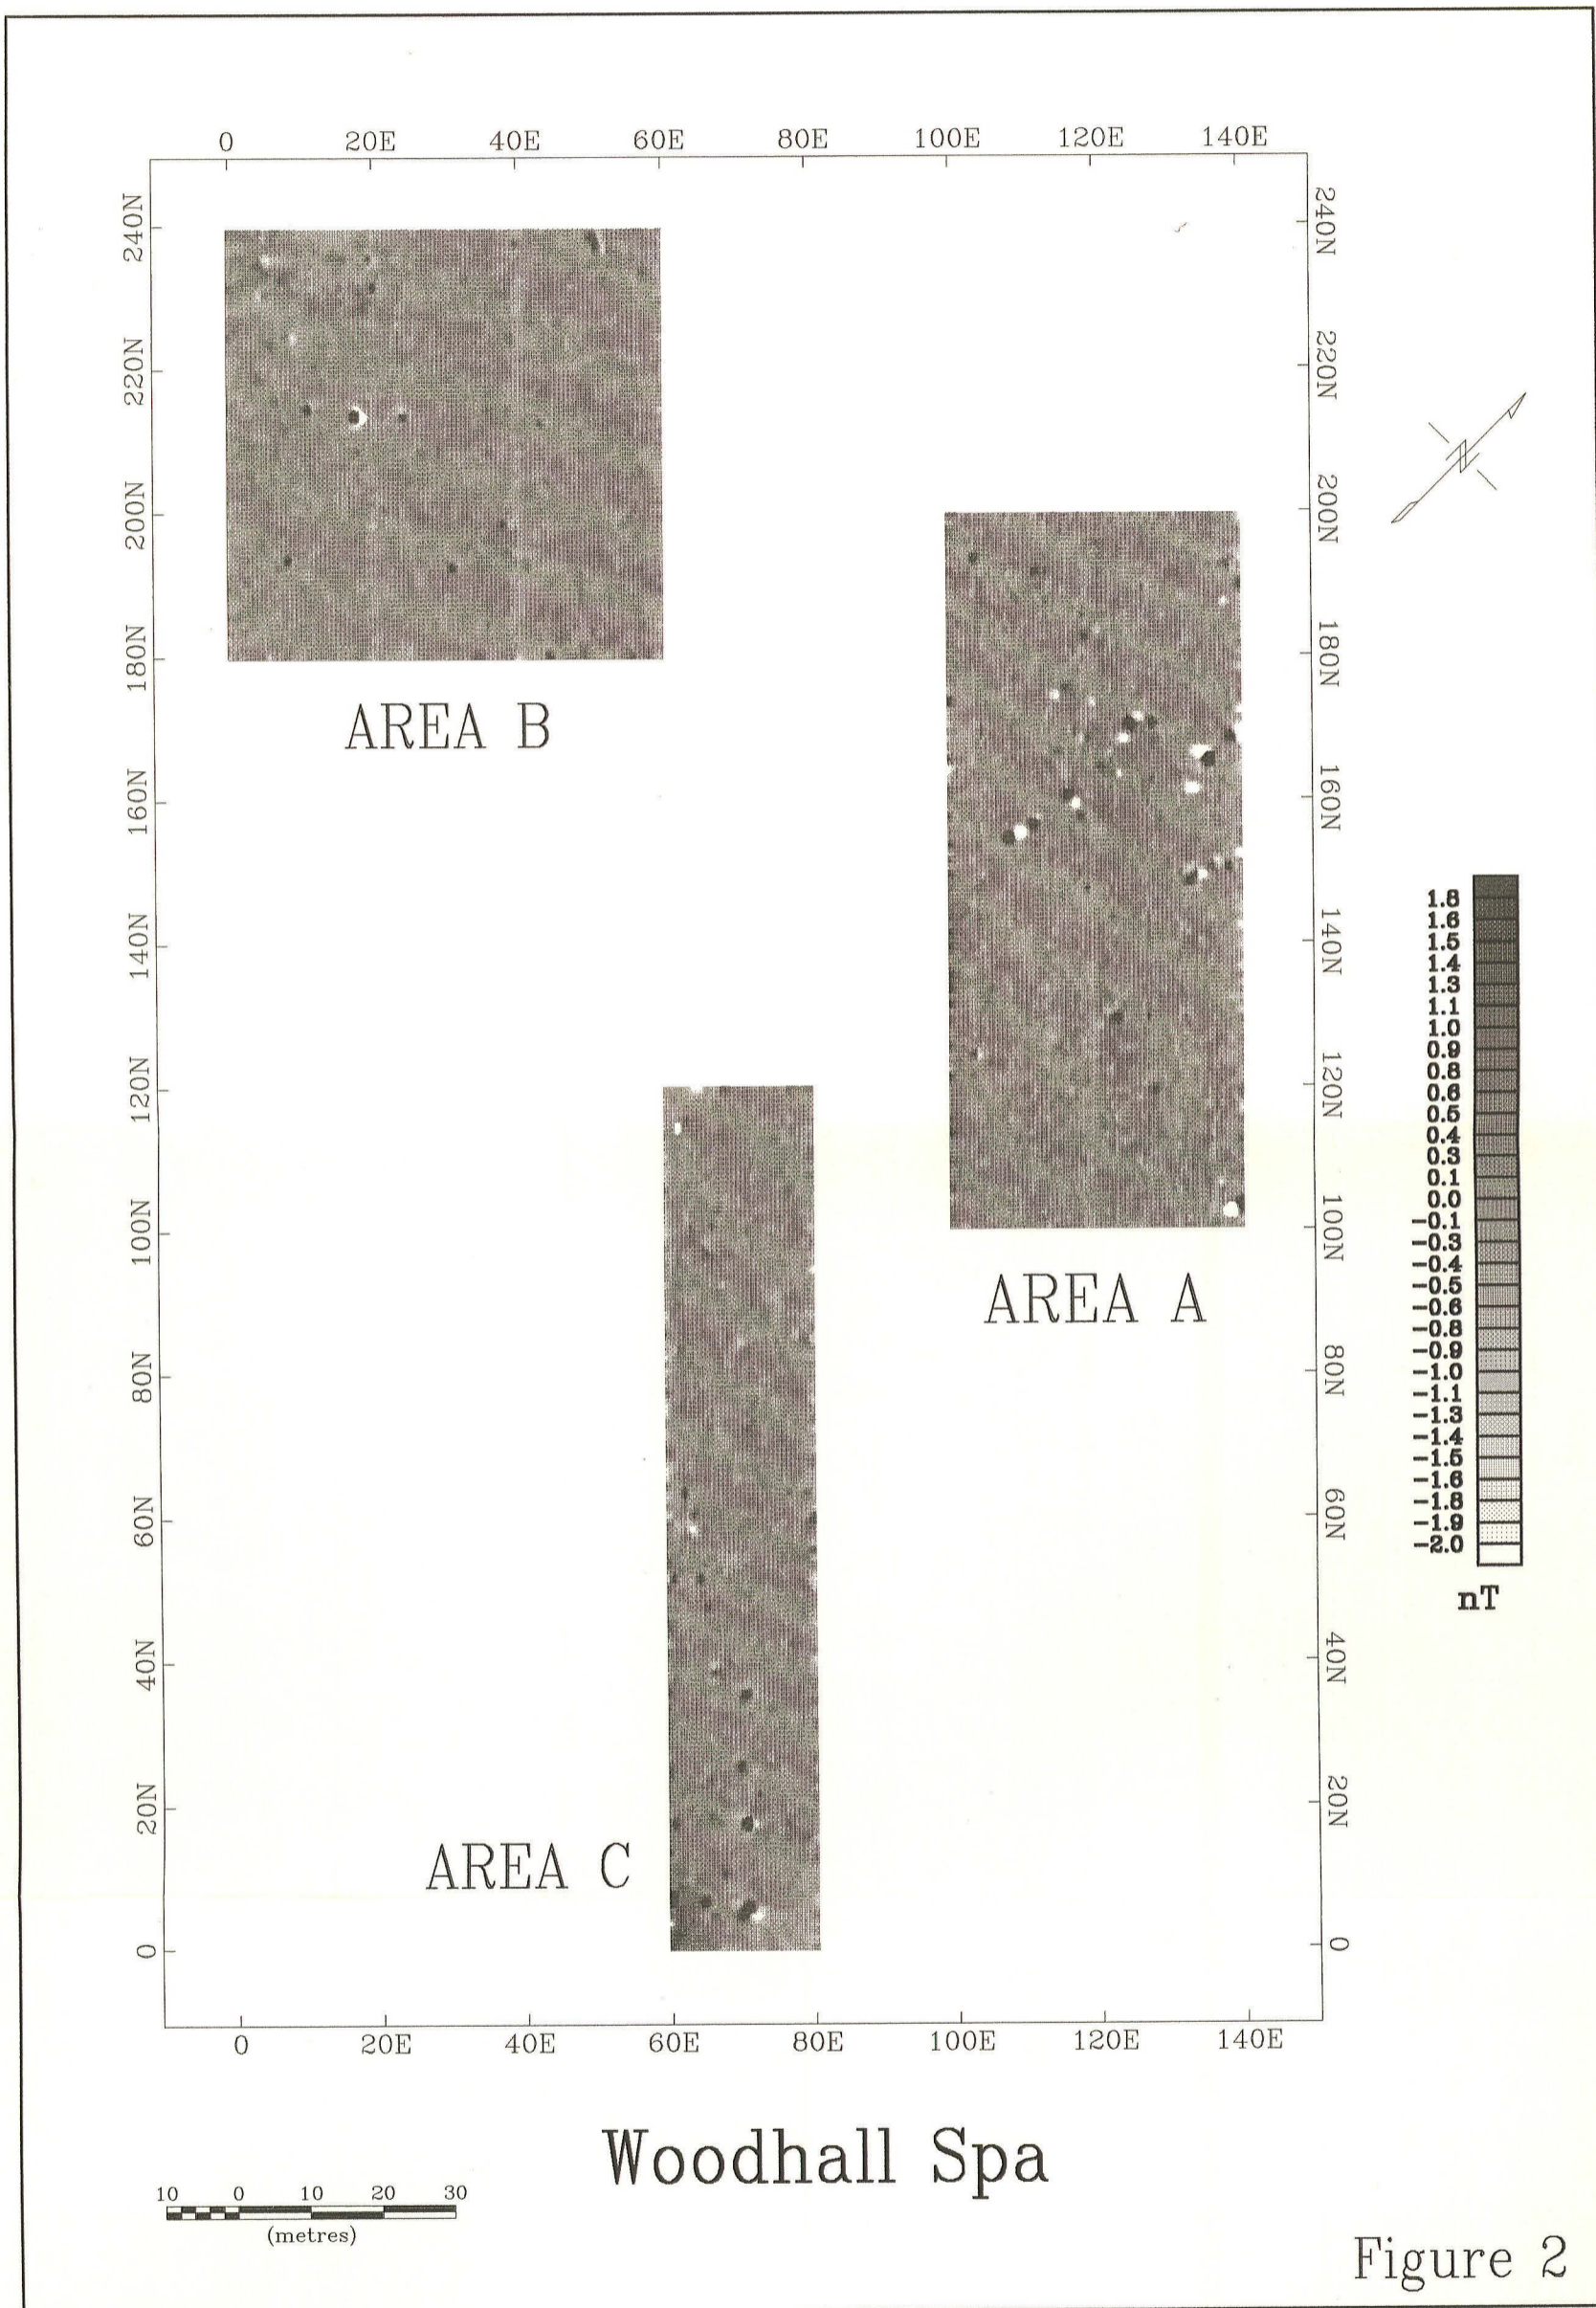 0 20E 40E 60E 80E 100E 120E 140E
240N
220N
200N
180N
160N
140N
120N
100N
80N
60N
40N
20N
0
AREA B
AREA A
AREA C
240N
220N
200N
180N
160N
140N
120N
100N
80N
60N
40N
20N
0
N
1.8
1.6
1.5
1.4
1.3
1.1
1.0
0.9
0.8
0.6
0.5
0.4
0.3
0.1
0.0
-0.1
-0.3
-0.4
-0.5
-0.6
-0.8
-0.9
-1.0
-1.1
-1.3
-1.4
-1.5
-1.6
-1.8
-1.9
-2.0
nT
0 20E 40E 60E 80E 100E 120E 140E
Woodhall Spa
10 0 10 20 30
(metres)
Figure 2